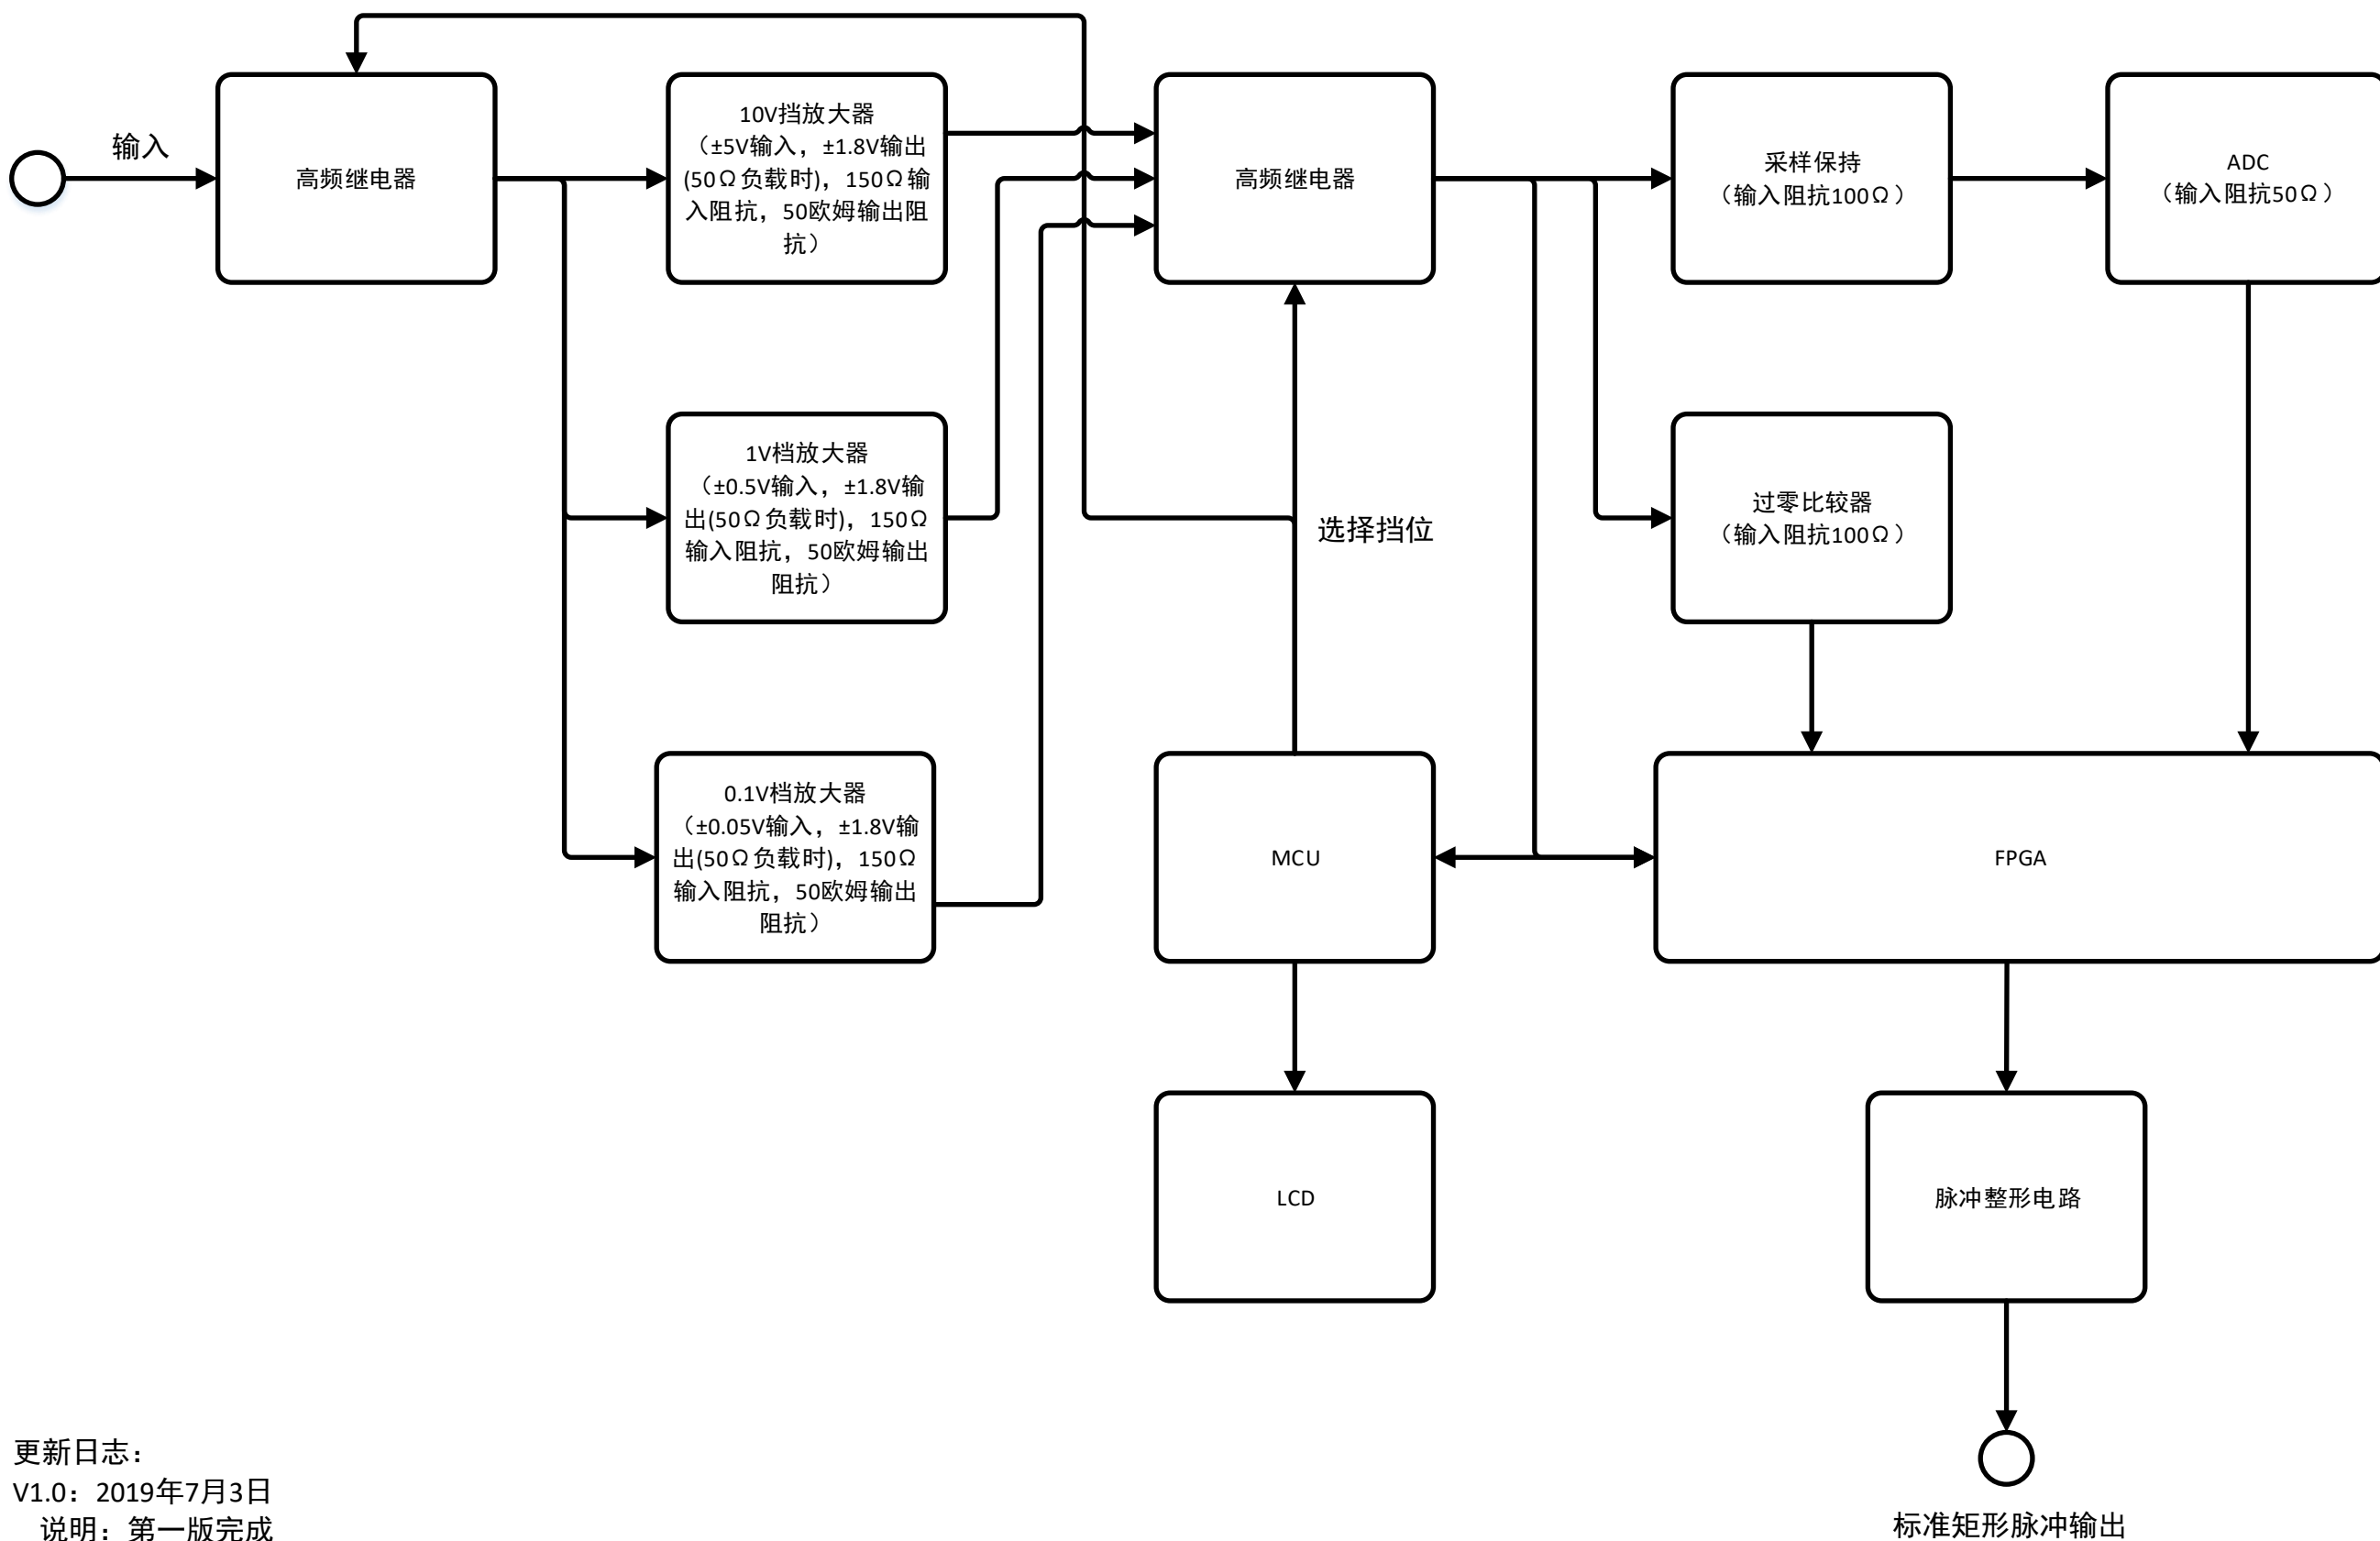 输入
高频继电器
10V挡放大器
（±5V输入，±1.8V输出
(50Ω负载时)，150Ω输
入阻抗，50欧姆输出阻
抗）
高频继电器
采样保持
（输入阻抗100Ω）
ADC
（输入阻抗50Ω）
1V档放大器
（±0.5V输入，±1.8V输
出(50Ω负载时)，150Ω
输入阻抗，50欧姆输出
阻抗）
选择挡位
过零比较器
（输入阻抗100Ω）
0.1V档放大器
（±0.05V输入，±1.8V输
出(50Ω负载时)，150Ω
输入阻抗，50欧姆输出
阻抗）
MCU
FPGA
LCD
脉冲整形电路
标准矩形脉冲输出
更新日志：
V1.0：2019年7月3日
说明：第一版完成